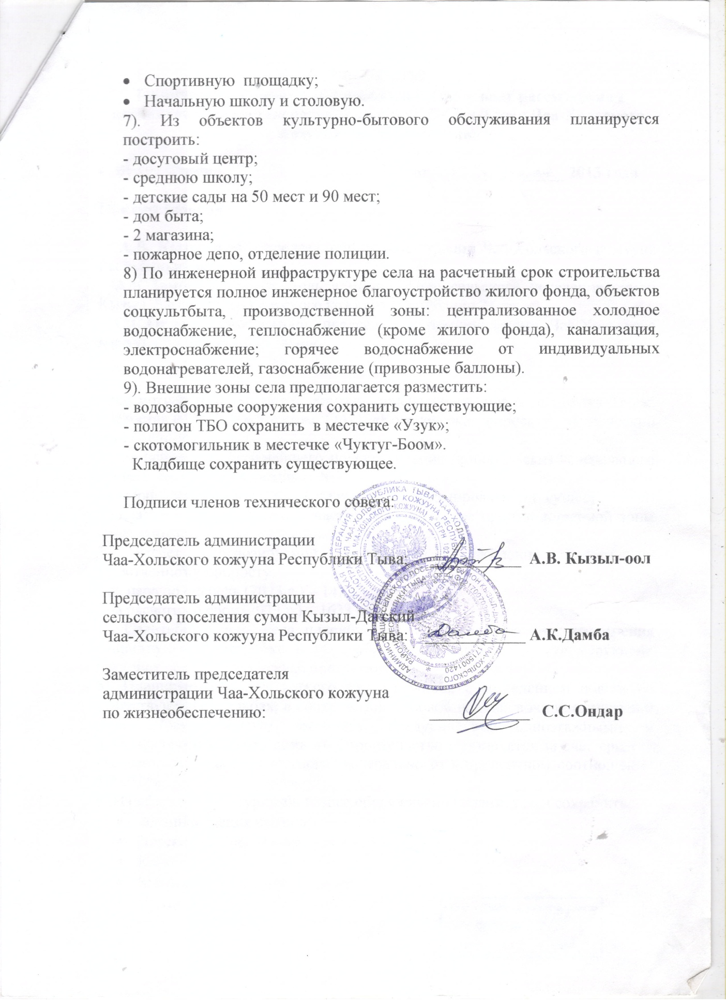 • Спортивную площадку;
• Начальную школу и столовую.
7). Из объектов культурно-бытового обслуживания планируется
построить:
- досуговый центр;
- среднюю школу;
- детские сады на 50 мест и 90 мест;
- дом быта;
- 2 магазина;
- пожарное депо, отделение полиции.
8) По инженерной инфраструктуре села на расчетный срок строительства
планируется полное инженерное благоустройство жилого фонда, объектов
соцкультбыта, производственной зоны: централизованное холодное
водоснабжение, теплоснабжение (кроме жилого фонда), канализация,
электроснабжение; горячее водоснабжение от индивидуальных
водонагревателей, газоснабжение (привозные баллоны).
9). Внешние зоны села предполагается разместить:
- водозаборные сооружения сохранить существующие;
- полигон ТБО сохранить в местечке «Узук»;
- скотомогильник в местечке «Чуктуг-Боом».
Кладбище сохранить существующее.
Подписи членов технического совета:
Председатель администрации
Чаа-Хольского кожууна Республики Тыва: А.В. Кызыл-оол
Председатель администрации
сельского поселения сумон Кызыл-Дагский
Чаа-Хольского кожууна Республики Тыва: Дамба А.К.Дамба
Заместитель председателя
администрации Чаа-Хольского кожууна
по жизнеобеспечению: С.С.Ондар